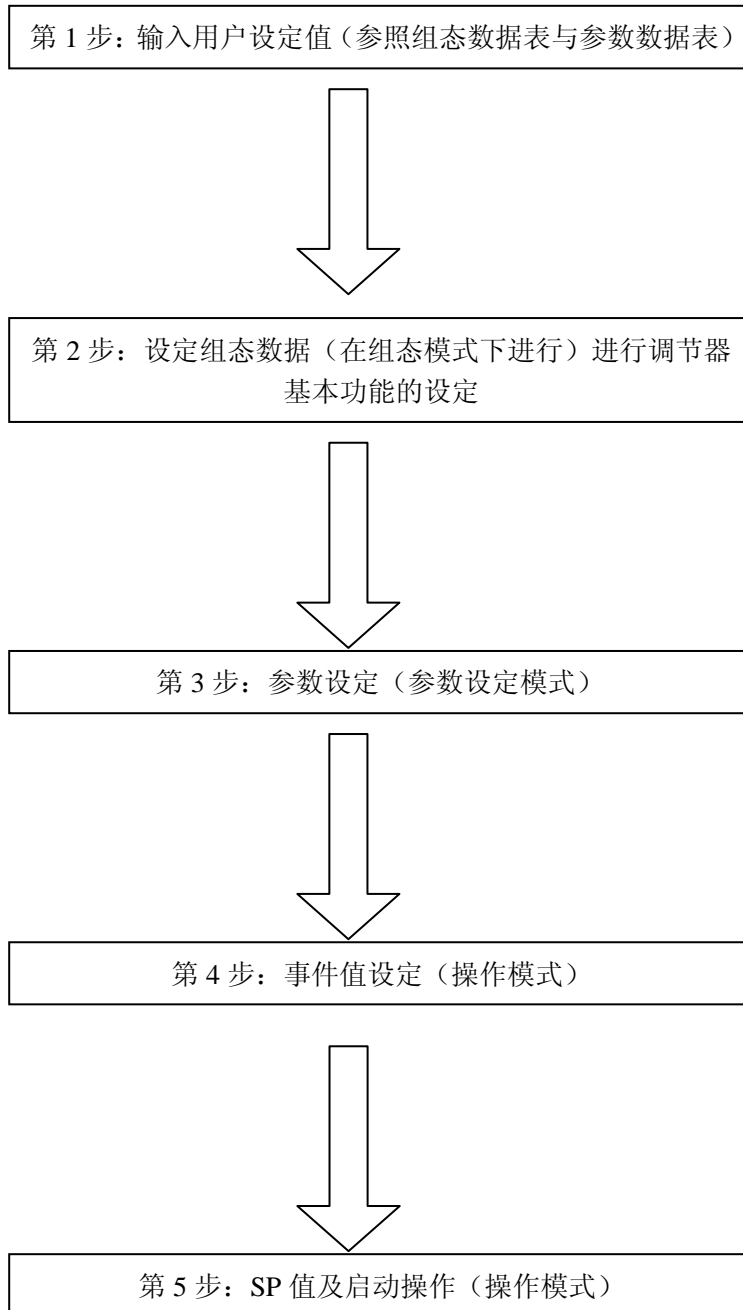 第 1 步：输入用户设定值（参照组态数据表与参数数据表）
第 2 步：设定组态数据（在组态模式下进行）进行调节器
基本功能的设定
第 3 步：参数设定（参数设定模式）
第 4 步：事件值设定（操作模式）
第 5 步：SP 值及启动操作（操作模式）